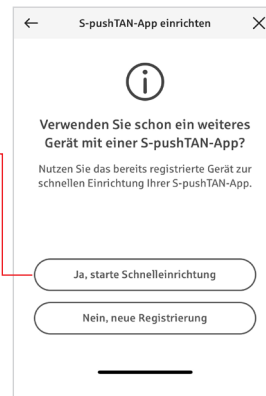 S-pushTAN-App einrichten
Verwenden Sie schon ein weiteres
Gerät mit einer S-pushTAN-App?
Nutzen Sie das bereits registrierte Gerät zur
schnellen Einrichtung Ihrer S-pushTAN-App.
Ja, starte Schnelleinrichtung
Nein, neue Registrierung